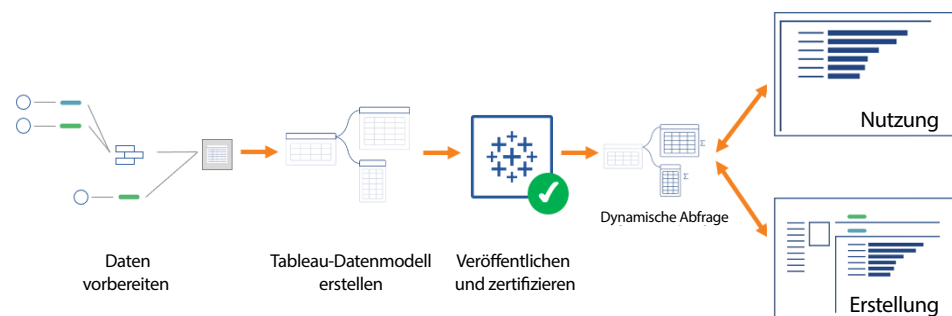 Daten
vorbereiten
Tableau-Datenmodell
erstellen
Veröffentlichen
und zertifizieren
Dynamische Abfrage
Nutzung
Erstellung
Σ
Σ